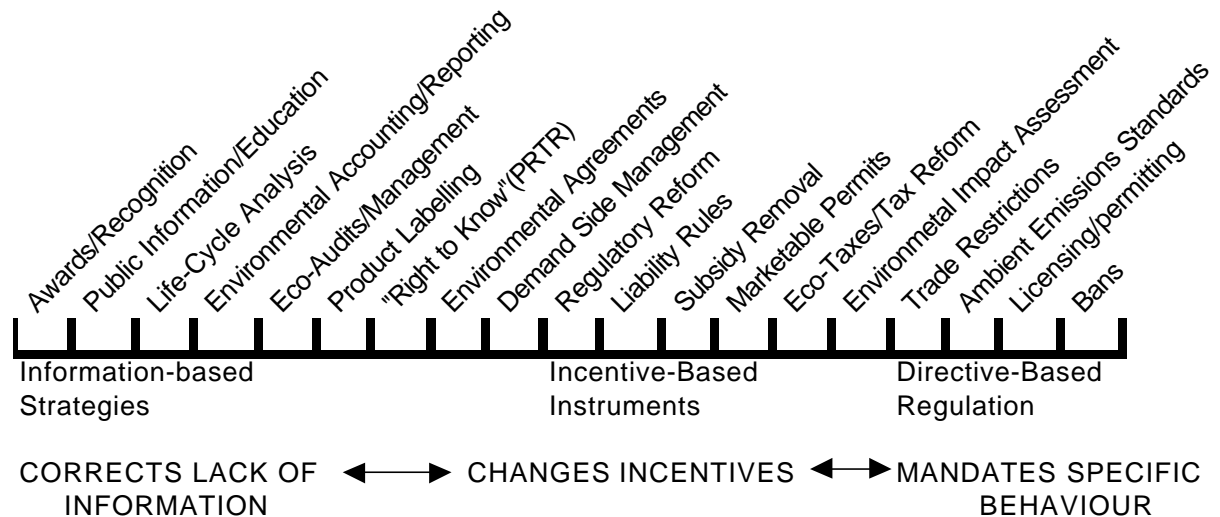 Awards/Recognition
Public Information/Education
Life-Cycle Analysis
Environmental Accounting/Reporting
Eco-Audits/Management
Product Labelling
"Right to Know"(PRTR)
Environmental Agreements
Demand Side Management
Regulatory Reform
Liability Rules
Subsidy Removal
Marketable Permits
Eco-Taxes/Tax Reform
Environmetal Impact Assessment
Trade Restrictions
Ambient Emissions Standards
Licensing/permitting
Bans
Information-based
Strategies
Incentive-Based
Instruments
Directive-Based
Regulation
CORRECTS LACK OF
INFORMATION
CHANGES INCENTIVES
MANDATES SPECIFIC
BEHAVIOUR